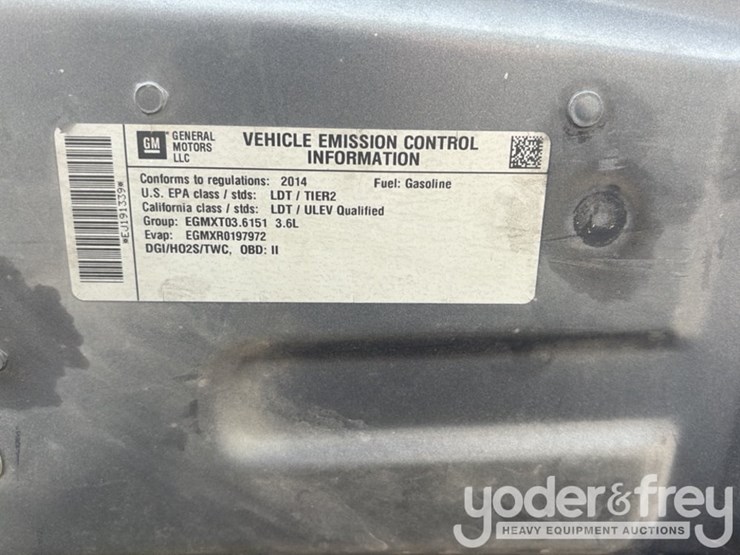 GM GENERAL MOTORS LLC
VEHICLE EMISSION CONTROL
INFORMATION
*EJ191339*
Conforms to regulations: 2014 Fuel: Gasoline
U.S. EPA class / stds: LDT / TIER2
California class / stds: LDT / ULEV Qualified
Group: EGMXT03.6151 3.6L
Evap: EGMXR0197972
DGI/HO2S/TWC, OBD: II
yoder&frey
HEAVY EQUIPMENT AUCTIONS